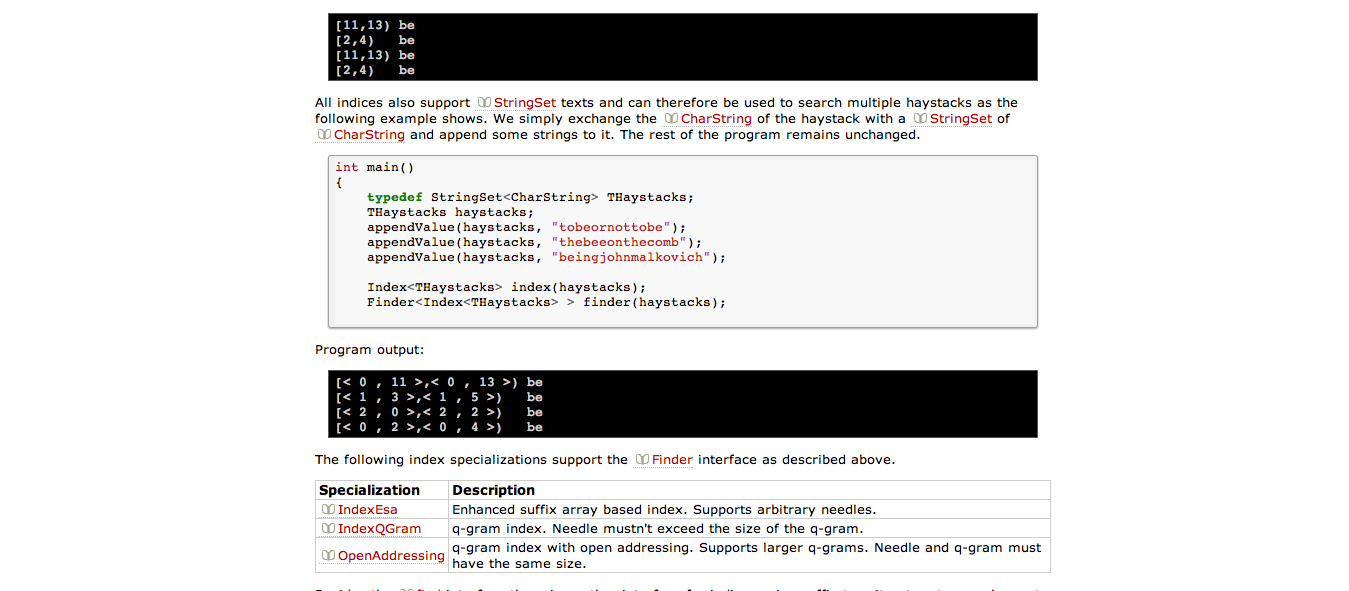 [11,13) be
[2,4)   be
[11,13) be
[2,4)   be
All indices also support StringSet texts and can therefore be used to search multiple haystacks as the
following example shows. We simply exchange the CharString of the haystack with a StringSet of
CharString and append some strings to it. The rest of the program remains unchanged.
int main()
{
    typedef StringSet<CharString> THaystacks;
    THaystacks haystacks;
    appendValue(haystacks, "tobeornottobe");
    appendValue(haystacks, "thebeeonthecomb");
    appendValue(haystacks, "beingjohnmalkovich");
    Index<THaystacks> index(haystacks);
    Finder<Index<THaystacks> > finder(haystacks);
Program output:
[< 0 , 11 >,< 0 , 13 >) be
[< 1 , 3 >,< 1 , 5 >)   be
[< 2 , 0 >,< 2 , 2 >)   be
[< 0 , 2 >,< 0 , 4 >)   be
The following index specializations support the Finder interface as described above.
Specialization Description
IndexEsa Enhanced suffix array based index. Supports arbitrary needles.
IndexQGram q-gram index. Needle mustn't exceed the size of the q-gram.
OpenAddressing q-gram index with open addressing. Supports larger q-grams. Needle and q-gram must
have the same size.